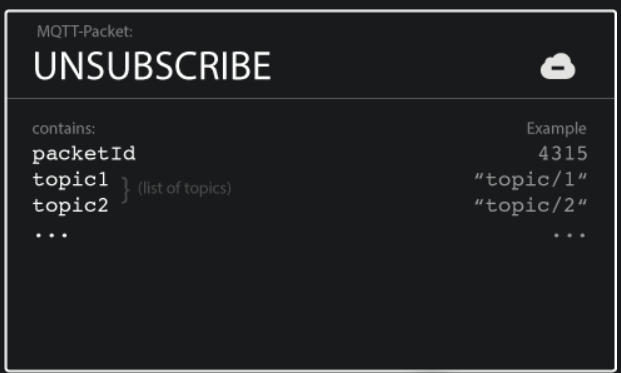 MQTT-Packet:
UNSUBSCRIBE
contains: Example
packetId 4315
topic1 } (list of topics) “topic/1“
topic2 “topic/2“
... ...